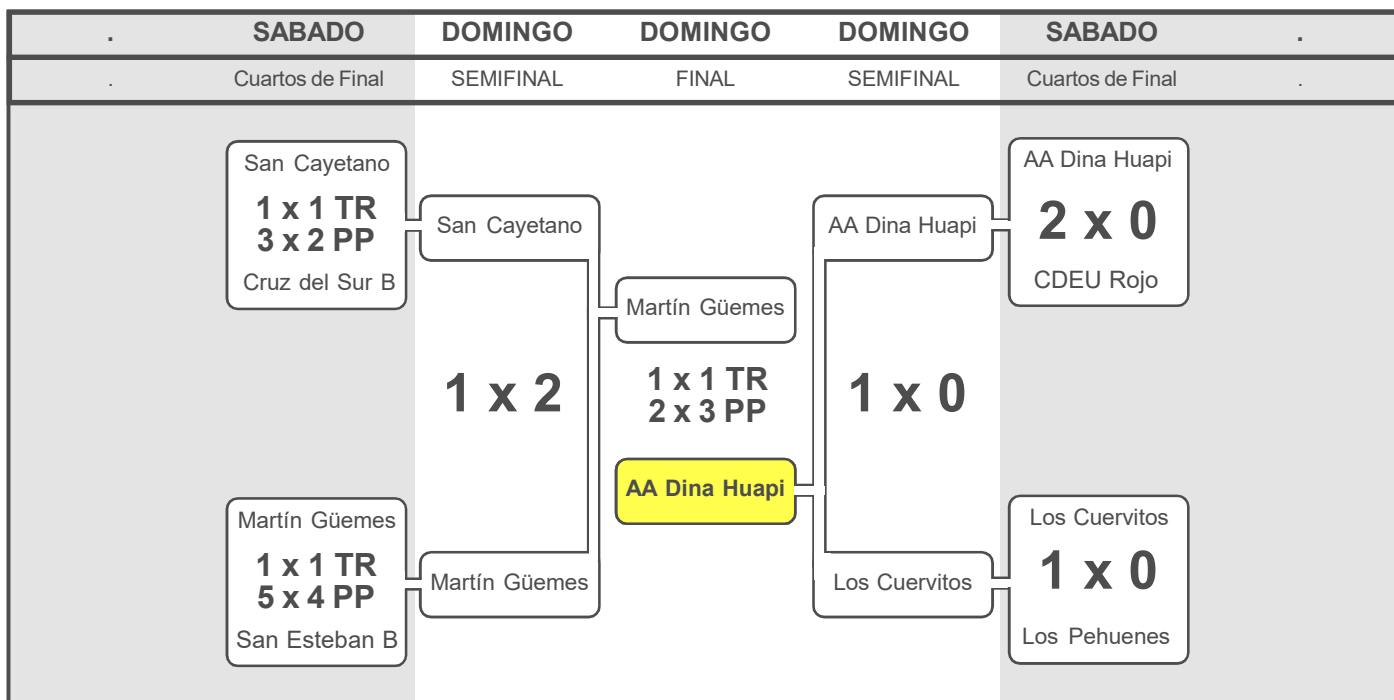 . SABADO DOMINGO DOMINGO DOMINGO SABADO .
. Cuartos de Final SEMIFINAL FINAL SEMIFINAL Cuartos de Final .
San Cayetano
1 x 1 TR
3 x 2 PP
Cruz del Sur B
Martín Güemes
1 x 1 TR
5 x 4 PP
San Esteban B
San Cayetano
1 x 2
Martín Güemes
Martín Güemes
1 x 1 TR
2 x 3 PP
AA Dina Huapi
AA Dina Huapi
1 x 0
Los Cuervitos
AA Dina Huapi
2 x 0
CDEU Rojo
Los Cuervitos
1 x 0
Los Pehuenes